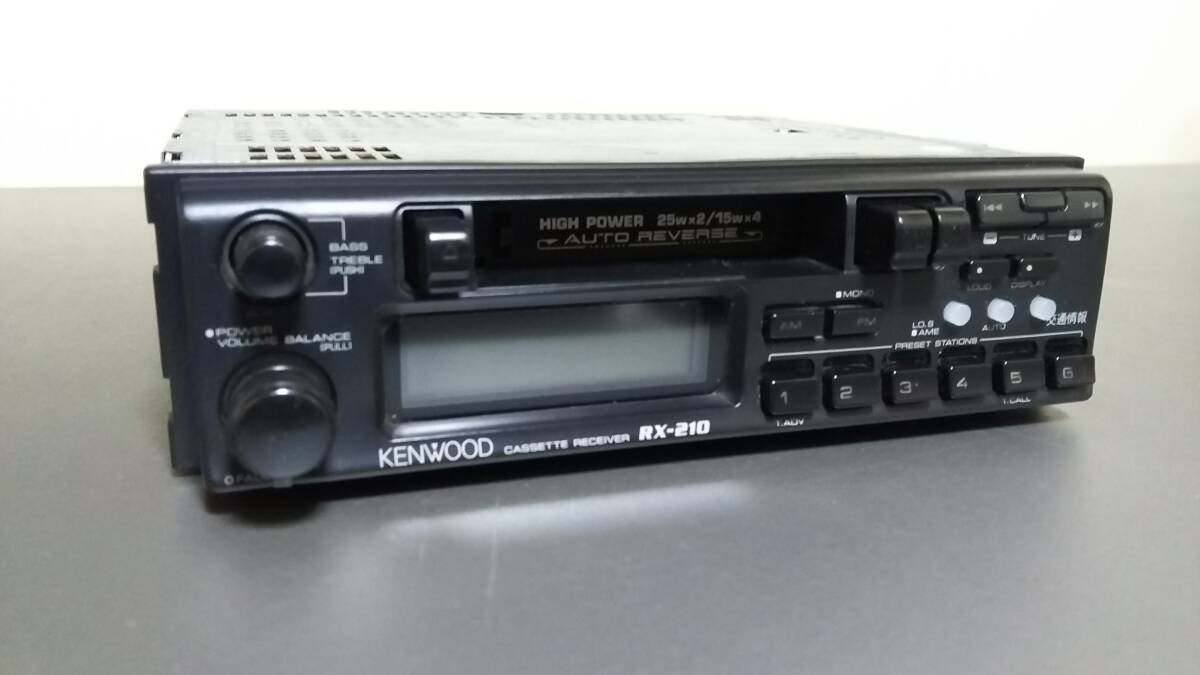 HIGH POWER 25W×2/15W×4
AUTO REVERSE
BASS
TREBLE
(PUSH)
POWER
VOLUME BALANCE
(PULL)
TUNE
LOUD
DISPLAY
MONO
AM
FM
LO.S
AME
AUTO
交通情報
PRESET STATIONS
1
2
3
4
5
6
T.ADV
T.CALL
KENWOOD CASSETTE RECEIVER RX-210